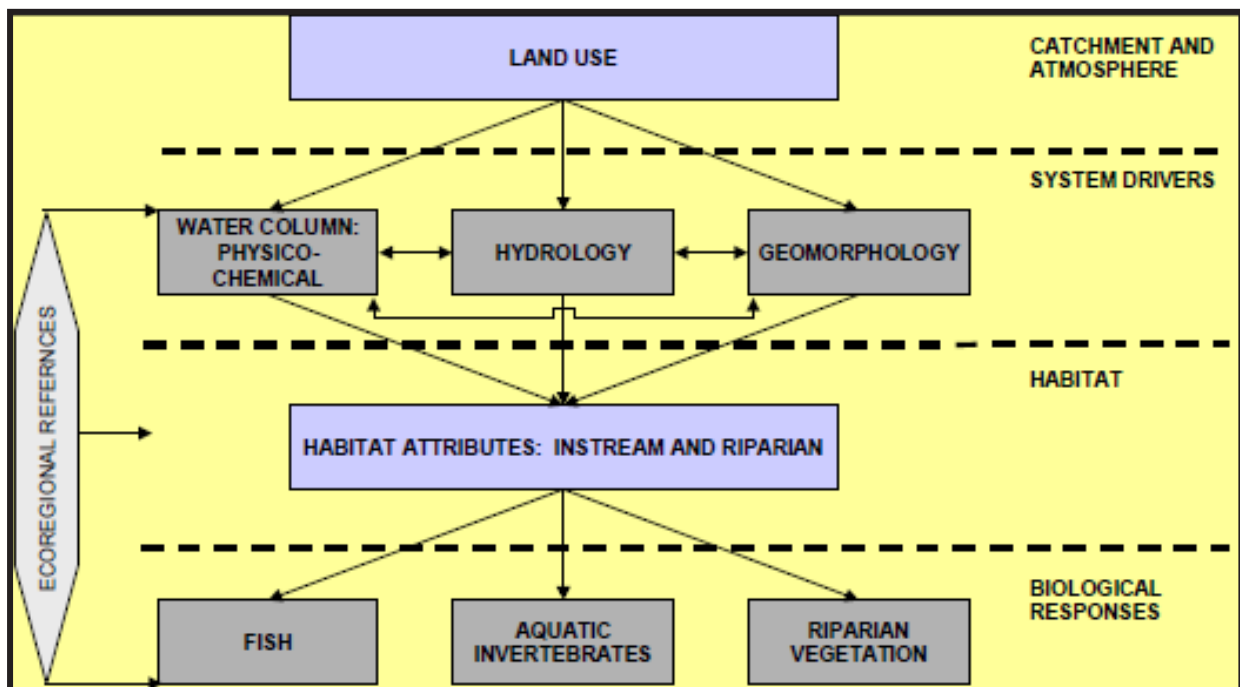 LAND USE
CATCHMENT AND
ATMOSPHERE
SYSTEM DRIVERS
WATER COLUMN:
PHYSICO-
CHEMICAL
HYDROLOGY
GEOMORPHOLOGY
ECOREGIONAL REFERNCES
HABITAT
HABITAT ATTRIBUTES: INSTREAM AND RIPARIAN
BIOLOGICAL
RESPONSES
FISH
AQUATIC
INVERTEBRATES
RIPARIAN
VEGETATION